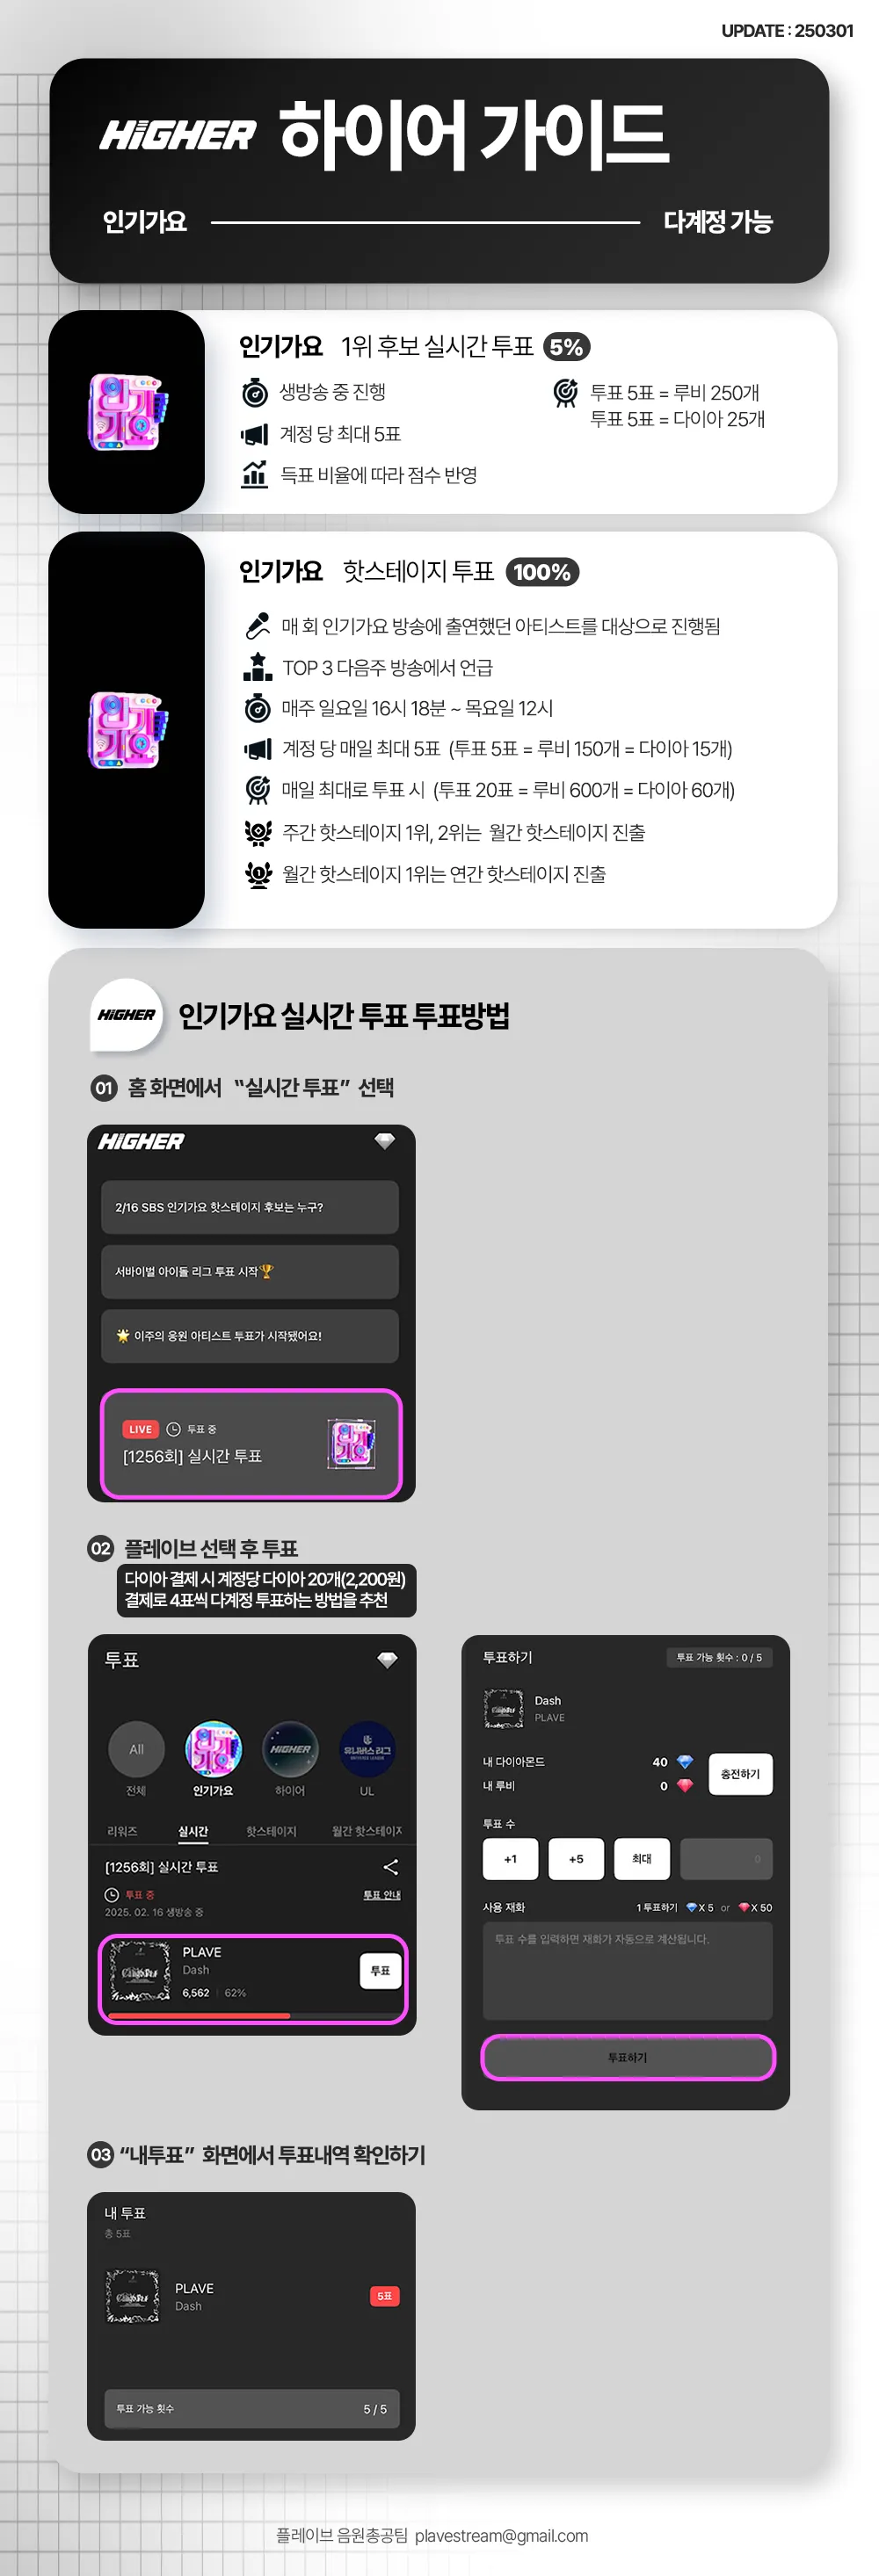 UPDATE : 250301
HiGHER 하이어 가이드
인기가요 다계정 가능
인기가요 1위 후보 실시간 투표 5%
생방송 중 진행
계정 당 최대 5표
득표 비율에 따라 점수 반영
투표 5표 = 루비 250개
투표 5표 = 다이아 25개
인기가요 핫스테이지 투표 100%
매 회 인기가요 방송에 출연했던 아티스트를 대상으로 진행됨
TOP 3 다음주 방송에서 언급
매주 일요일 16시 18분 ~ 목요일 12시
계정 당 매일 최대 5표 (투표 5표 = 루비 150개 = 다이아 15개)
매일 최대로 투표 시 (투표 20표 = 루비 600개 = 다이아 60개)
주간 핫스테이지 1위, 2위는 월간 핫스테이지 진출
월간 핫스테이지 1위는 연간 핫스테이지 진출
HiGHER 인기가요 실시간 투표 투표방법
01 홈 화면에서 “실시간 투표” 선택
HiGHER
2/16 SBS 인기가요 핫스테이지 후보는 누구?
서바이벌 아이돌 리그 투표 시작🏆
🌟 이주의 응원 아티스트 투표가 시작됐어요!
LIVE 투표 중
[1256회] 실시간 투표
02 플레이브 선택 후 투표
다이아 결제 시 계정당 다이아 20개(2,200원)
결제로 4표씩 다계정 투표하는 방법을 추천
투표
All HiGHER 유니버스 리그
전체 인기가요 하이어 UL
리워즈 실시간 핫스테이지 월간 핫스테이지
[1256회] 실시간 투표
투표 중 투표 안내
2025. 02. 16 생방송 중
PLAVE
Dash
6,562 62%
투표
투표하기 투표 가능 횟수 : 0 / 5
Dash
PLAVE
내 다이아몬드 40
내 루비 0
충전하기
투표 수
+1 +5 최대 0
사용 재화 1 투표하기 X 5 or X 50
투표 수를 입력하면 재화가 자동으로 계산됩니다.
투표하기
03 “내투표” 화면에서 투표내역 확인하기
내 투표
총 5표
PLAVE
Dash
5표
투표 가능 횟수 5 / 5
플레이브 음원총공팀 plavestream@gmail.com